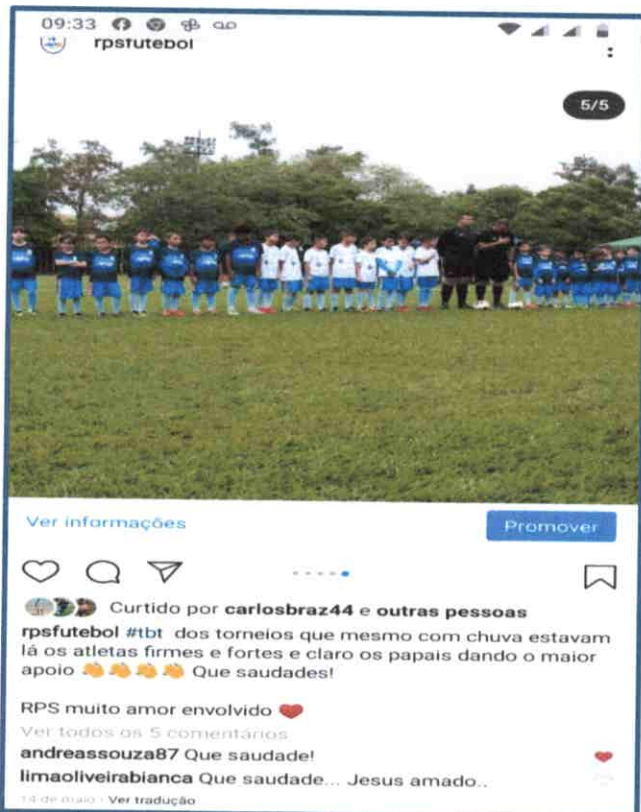 09:33
rpsfutebol
5/5
Ver informações
Promover
Curtido por carlosbraz44 e outras pessoas
rpsfutebol #tbt dos torneios que mesmo com chuva estavam
lá os atletas firmes e fortes e claro os papais dando o maior
apoio 👏👏👏👏 Que saudades!
RPS muito amor envolvido ❤️
Ver todos os 5 comentários
andreassouza87 Que saudade!
limaoliveirabianca Que saudade... Jesus amado..
14 de maio · Ver tradução